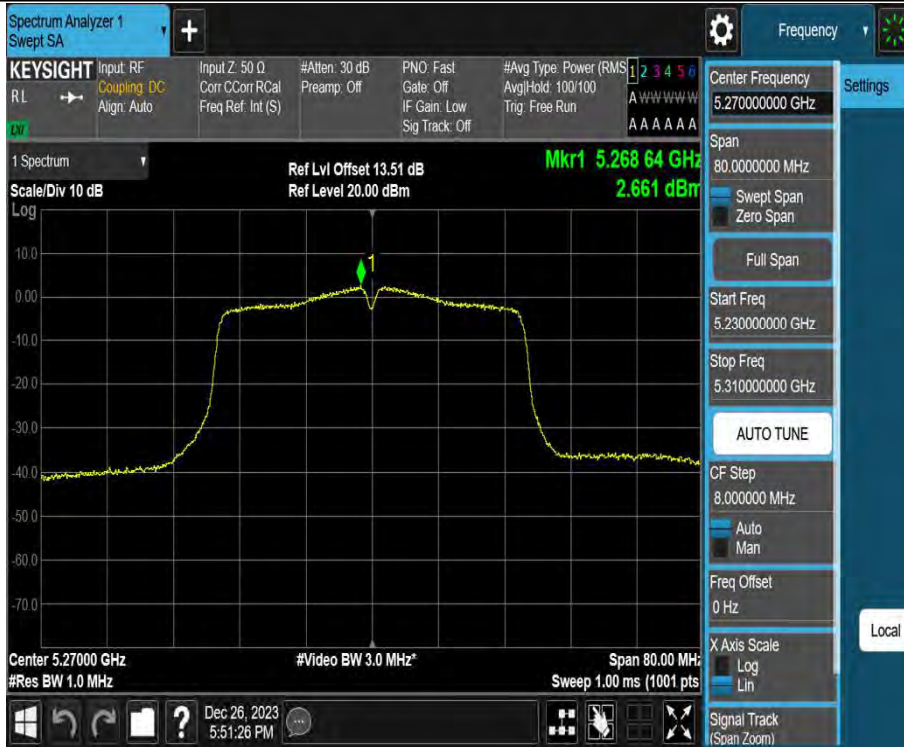 Spectrum Analyzer 1
Swept SA
+
Frequency
KEYSIGHT
RL
LXI
Input: RF
Coupling: DC
Align: Auto
Input Z: 50 Ω
Corr CCorr RCal
Freq Ref: Int (S)
#Atten: 30 dB
Preamp: Off
PNO: Fast
Gate: Off
IF Gain: Low
Sig Track: Off
#Avg Type: Power (RMS
Avg|Hold: 100/100
Trig: Free Run
1 2 3 4 5 6
A W W W W W
A A A A A A
Center Frequency
5.270000000 GHz
Settings
Span
80.0000000 MHz
Swept Span
Zero Span
Full Span
Start Freq
5.230000000 GHz
Stop Freq
5.310000000 GHz
AUTO TUNE
CF Step
8.000000 MHz
Auto
Man
Freq Offset
0 Hz
X Axis Scale
Log
Lin
Local
Signal Track
(Span Zoom)
1 Spectrum
Scale/Div 10 dB
Log
Ref Lvl Offset 13.51 dB
Ref Level 20.00 dBm
Mkr1 5.268 64 GHz
2.661 dBm
1
10.0
0.00
-10.0
-20.0
-30.0
-40.0
-50.0
-60.0
-70.0
Center 5.27000 GHz
#Res BW 1.0 MHz
#Video BW 3.0 MHz*
Span 80.00 MHz
Sweep 1.00 ms (1001 pts
?
Dec 26, 2023
5:51:26 PM